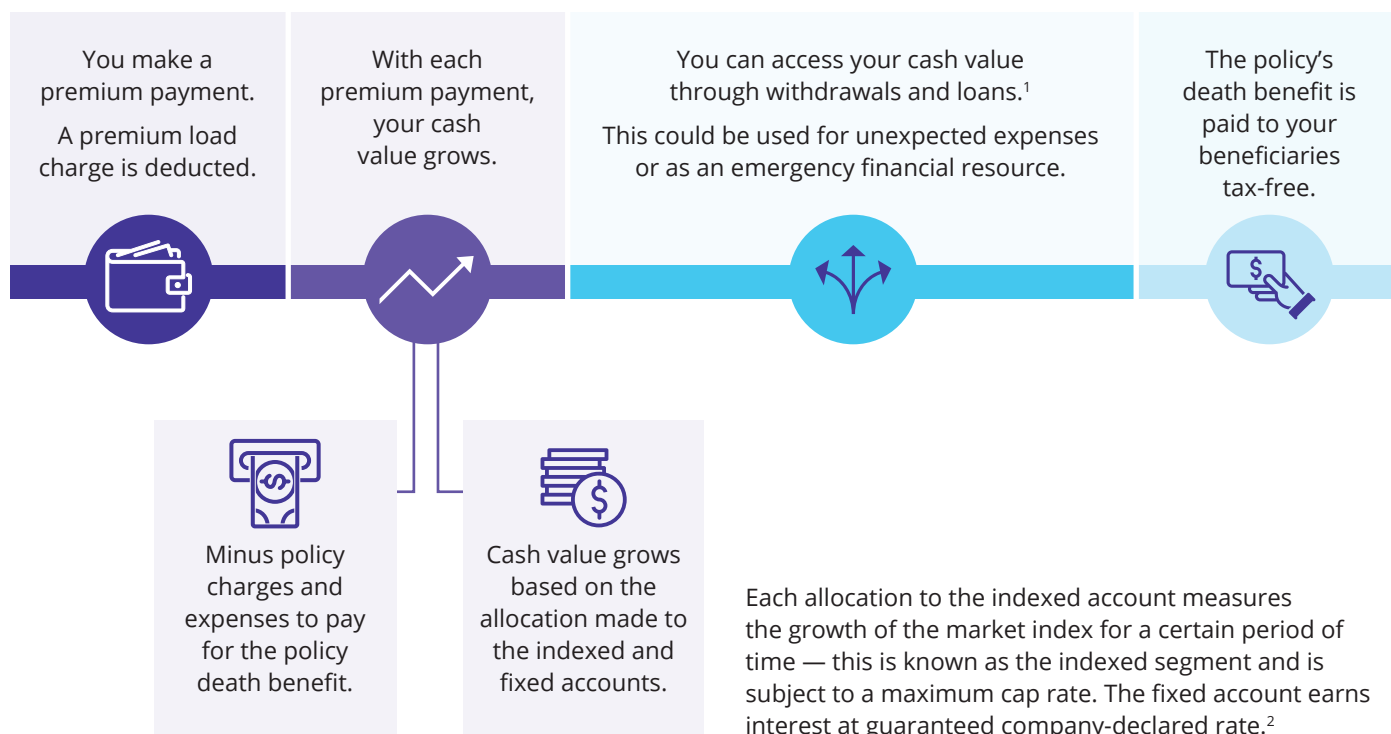 You make a
premium payment.
A premium load
charge is deducted.
With each
premium payment,
your cash
value grows.
You can access your cash value
through withdrawals and loans.¹
This could be used for unexpected expenses
or as an emergency financial resource.
The policy’s
death benefit is
paid to your
beneficiaries
tax-free.
$
$
Minus policy
charges and
expenses to pay
for the policy
death benefit.
$
Cash value grows
based on the
allocation made to
the indexed and
fixed accounts.
Each allocation to the indexed account measures
the growth of the market index for a certain period of
time — this is known as the indexed segment and is
subject to a maximum cap rate. The fixed account earns
interest at guaranteed company-declared rate.²